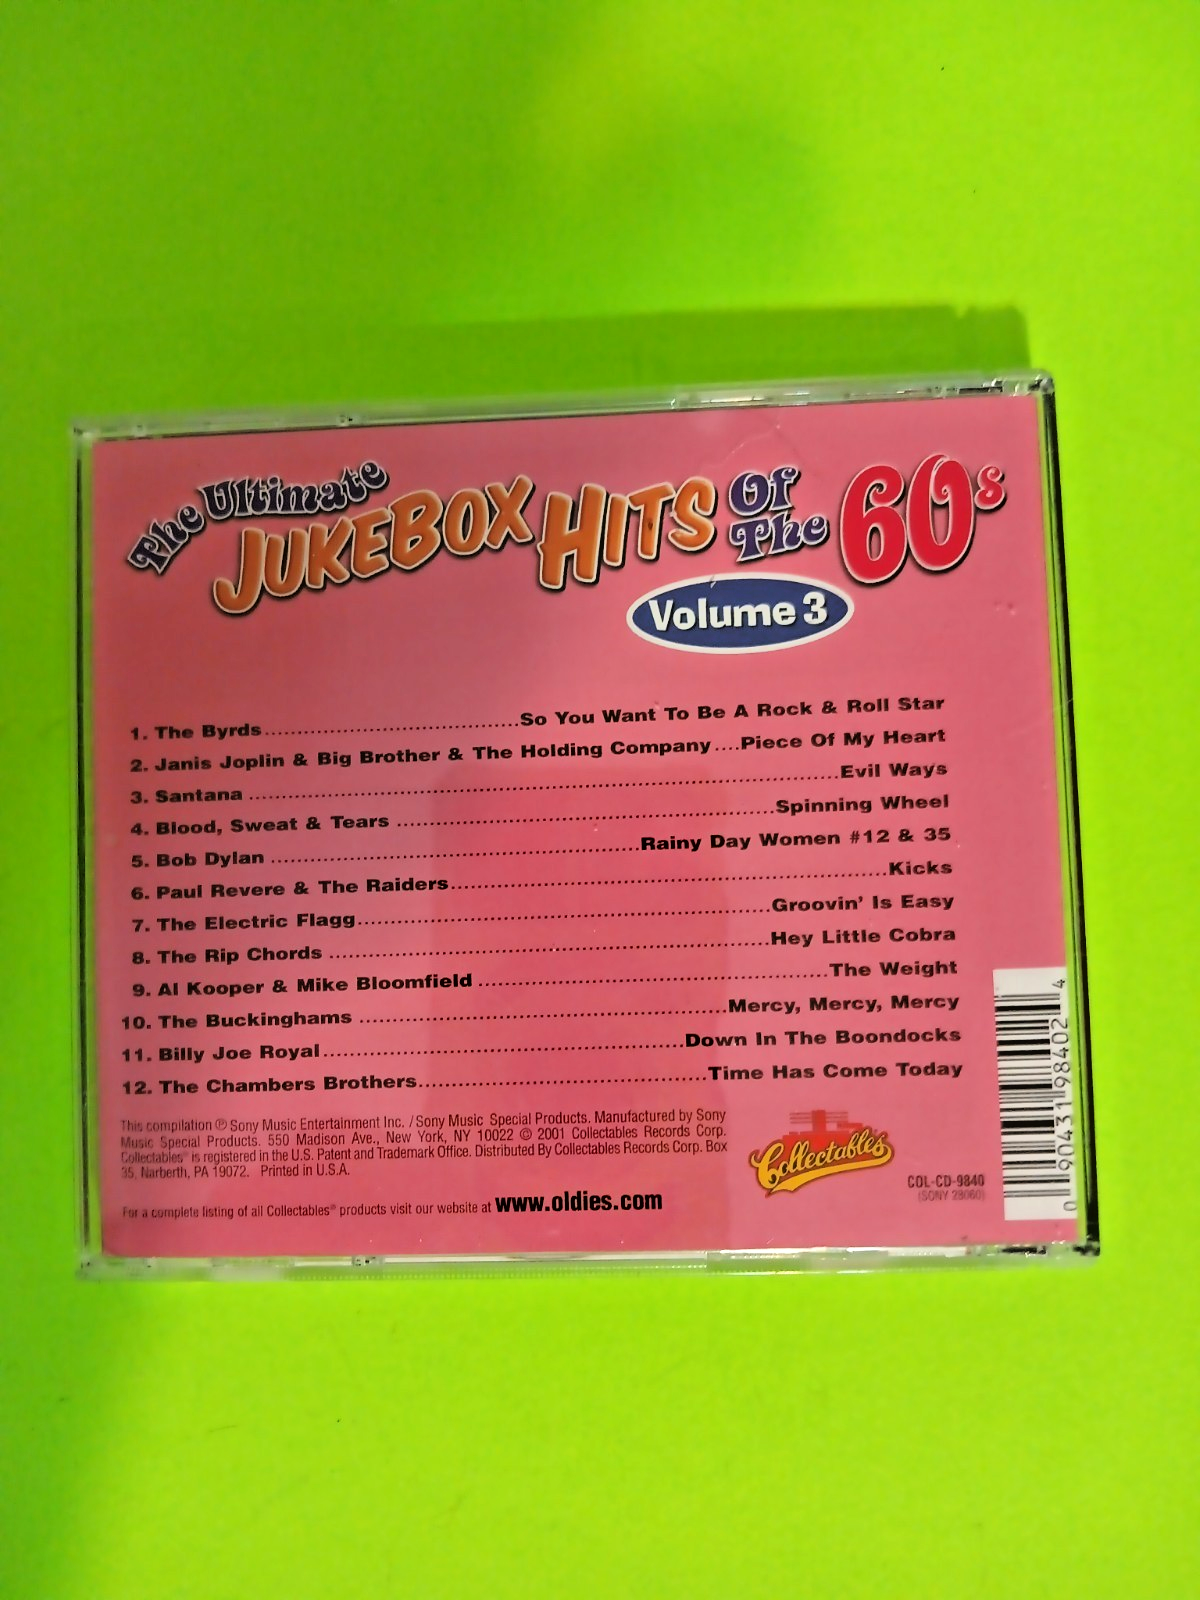 The Ultimate
JUKEBOX HITS Of The 60s
Volume 3
1. The Byrds................................So You Want To Be A Rock & Roll Star
2. Janis Joplin & Big Brother & The Holding Company....Piece Of My Heart
3. Santana ................................Evil Ways
4. Blood, Sweat & Tears ................................Spinning Wheel
5. Bob Dylan ................................Rainy Day Women #12 & 35
6. Paul Revere & The Raiders................................Kicks
7. The Electric Flagg................................Groovin' Is Easy
8. The Rip Chords ................................Hey Little Cobra
9. Al Kooper & Mike Bloomfield ................................The Weight
10. The Buckinghams ................................Mercy, Mercy, Mercy
11. Billy Joe Royal................................Down In The Boondocks
12. The Chambers Brothers................................Time Has Come Today
This compilation ℗ Sony Music Entertainment Inc. / Sony Music Special Products. Manufactured by Sony
Music Special Products. 550 Madison Ave., New York, NY 10022 © 2001 Collectables Records Corp.
Collectables® is registered in the U.S. Patent and Trademark Office. Distributed By Collectables Records Corp. Box
35, Narberth, PA 19072. Printed in U.S.A.
For a complete listing of all Collectables® products visit our website at www.oldies.com
Collectables
COL-CD-9840
(SONY 28060)
0 90431 98402 4